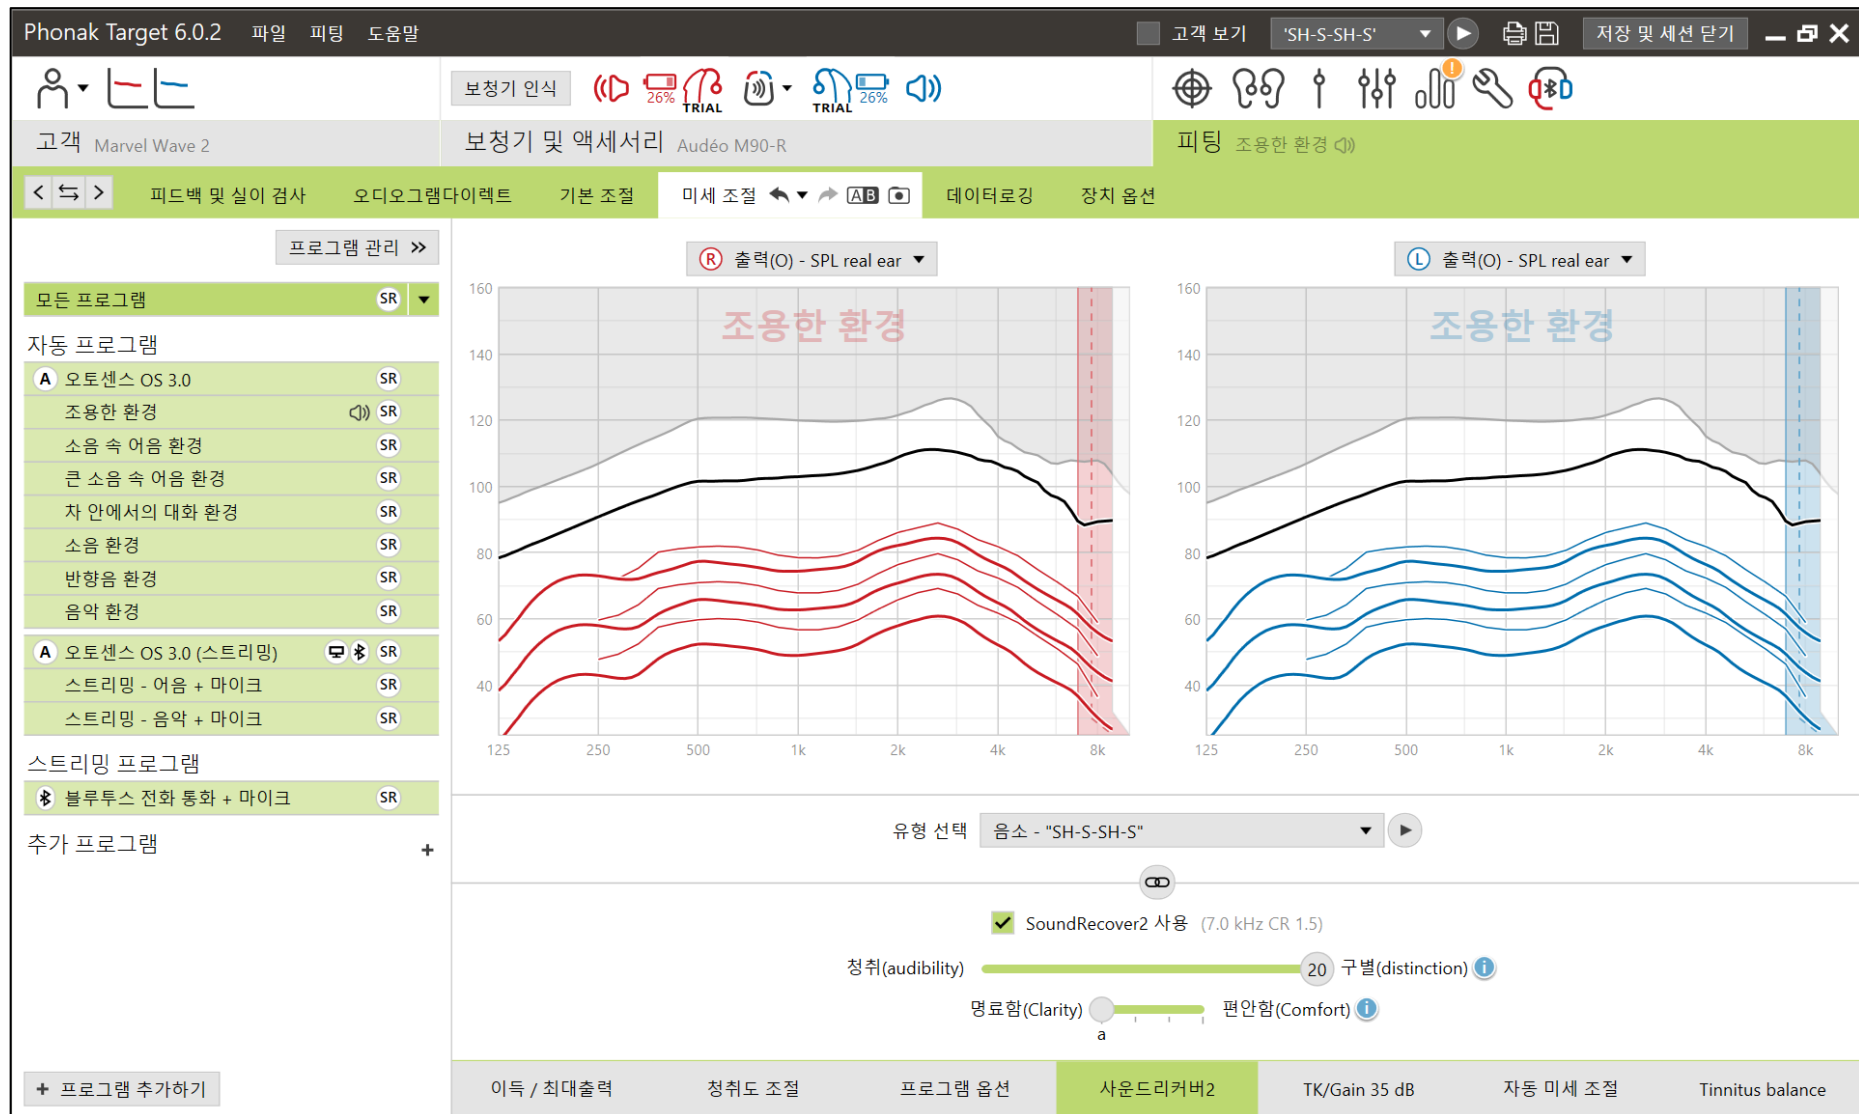 Phonak Target 6.0.2 파일 피팅 도움말 고객 보기 'SH-S-SH-S' 저장 및 세션 닫기
보청기 인식 26% TRIAL TRIAL 26%
고객 Marvel Wave 2 보청기 및 액세서리 Audéo M90-R 피팅 조용한 환경
피드백 및 실이 검사 오디오그램다이렉트 기본 조절 미세 조절 AB 데이터로깅 장치 옵션
프로그램 관리
모든 프로그램 SR
자동 프로그램
A 오토센스 OS 3.0 SR
조용한 환경 SR
소음 속 어음 환경 SR
큰 소음 속 어음 환경 SR
차 안에서의 대화 환경 SR
소음 환경 SR
반향음 환경 SR
음악 환경 SR
A 오토센스 OS 3.0 (스트리밍) SR
스트리밍 - 어음 + 마이크 SR
스트리밍 - 음악 + 마이크 SR
스트리밍 프로그램
블루투스 전화 통화 + 마이크 SR
추가 프로그램 +
+ 프로그램 추가하기
R 출력(O) - SPL real ear
조용한 환경
160
140
120
100
80
60
40
125 250 500 1k 2k 4k 8k
L 출력(O) - SPL real ear
조용한 환경
160
140
120
100
80
60
40
125 250 500 1k 2k 4k 8k
유형 선택 음소 - "SH-S-SH-S"
SoundRecover2 사용 (7.0 kHz CR 1.5)
청취(audibility) 20 구별(distinction) i
명료함(Clarity) 편안함(Comfort) i
a
이득 / 최대출력 청취도 조절 프로그램 옵션 사운드리커버2 TK/Gain 35 dB 자동 미세 조절 Tinnitus balance